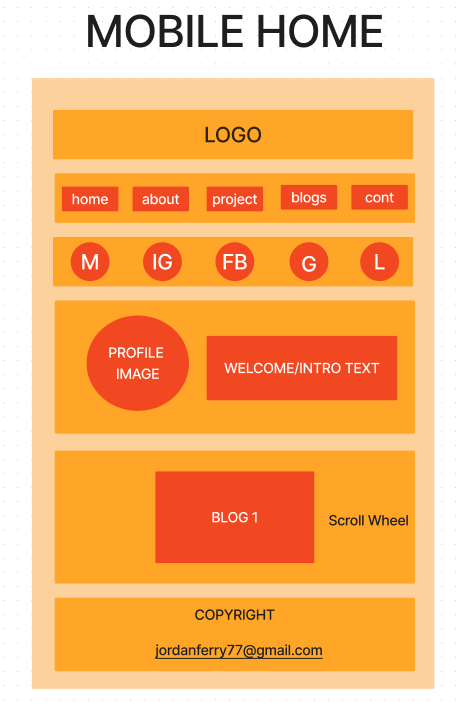 MOBILE HOME
LOGO
home about project blogs cont
M IG FB G L
PROFILE
IMAGE
WELCOME/INTRO TEXT
BLOG 1
Scroll Wheel
COPYRIGHT
jordanferry77@gmail.com